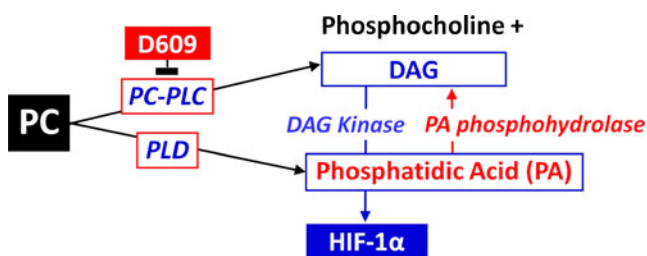 Phosphocholine +
D609
DAG
PC-PLC
PC
DAG Kinase
PA phosphohydrolase
PLD
Phosphatidic Acid (PA)
HIF-1α